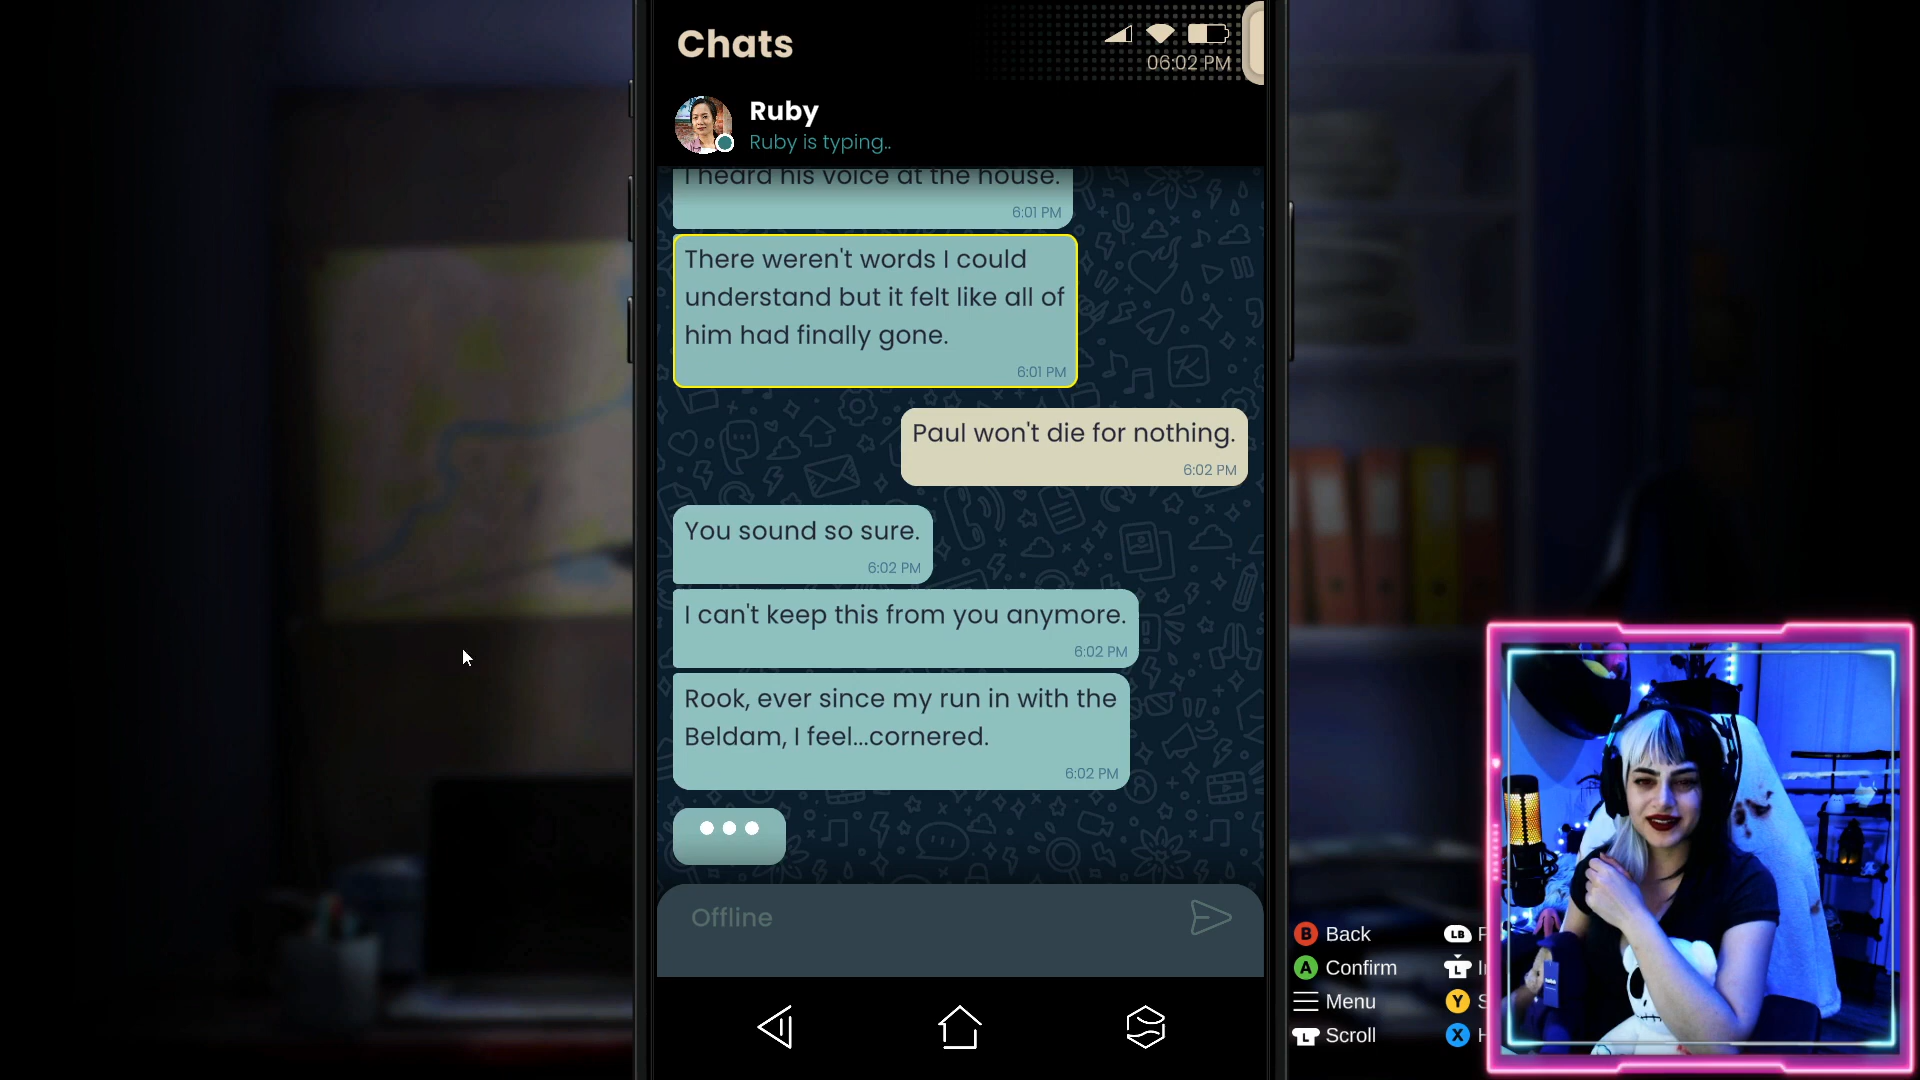 Chats
06:02 PM
Ruby
Ruby is typing..
I heard his voice at the house.
6:01 PM
There weren't words I could
understand but it felt like all of
him had finally gone.
6:01 PM
Paul won't die for nothing.
6:02 PM
You sound so sure.
6:02 PM
I can't keep this from you anymore.
6:02 PM
Rook, ever since my run in with the
Beldam, I feel...cornered.
6:02 PM
Offline
B Back
LB
A Confirm
L
Menu
Y
L Scroll
X